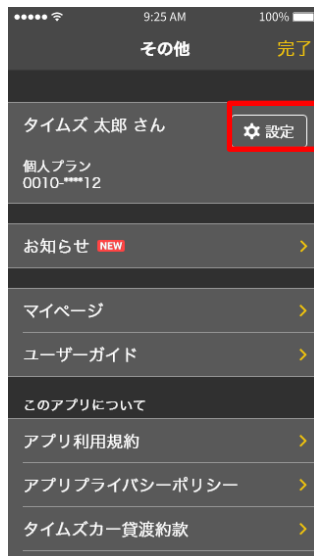 9:25 AM 100%
その他 完了
タイムズ 太郎 さん
設定
個人プラン
0010-****12
お知らせ NEW
マイページ
ユーザーガイド
このアプリについて
アプリ利用規約
アプリプライバシーポリシー
タイムズカー貸渡約款